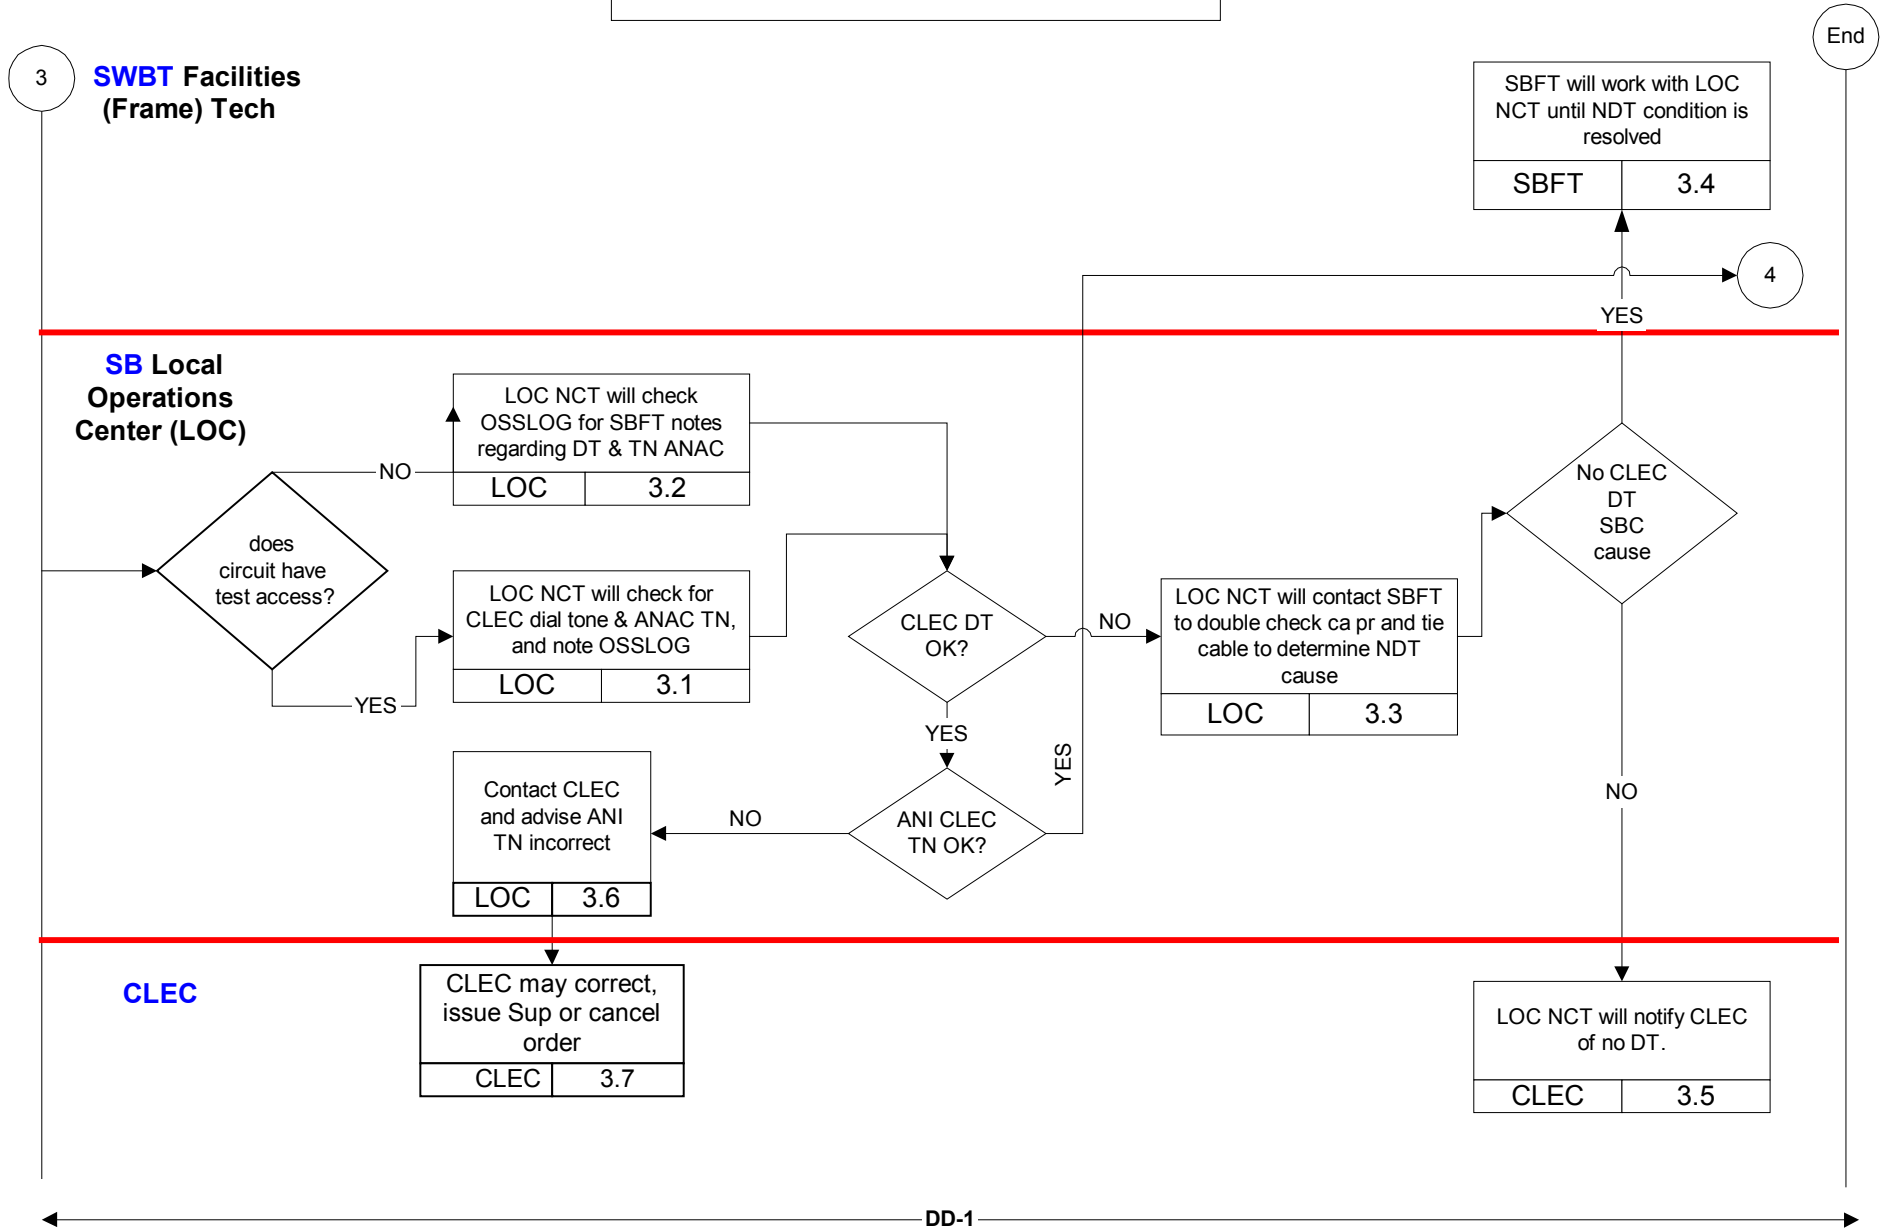 End
3
SWBT Facilities
(Frame) Tech
SBFT will work with LOC
NCT until NDT condition is
resolved
SBFT
3.4
4
YES
SB Local
Operations
Center (LOC)
LOC NCT will check
OSSLOG for SBFT notes
regarding DT & TN ANAC
LOC
3.2
NO
does
circuit have
test access?
YES
LOC NCT will check for
CLEC dial tone & ANAC TN,
and note OSSLOG
LOC
3.1
CLEC DT
OK?
NO
YES
LOC NCT will contact SBFT
to double check ca pr and tie
cable to determine NDT
cause
LOC
3.3
No CLEC
DT
SBC
cause
NO
YES
ANI CLEC
TN OK?
NO
Contact CLEC
and advise ANI
TN incorrect
LOC
3.6
CLEC
CLEC may correct,
issue Sup or cancel
order
CLEC
3.7
LOC NCT will notify CLEC
of no DT.
CLEC
3.5
DD-1